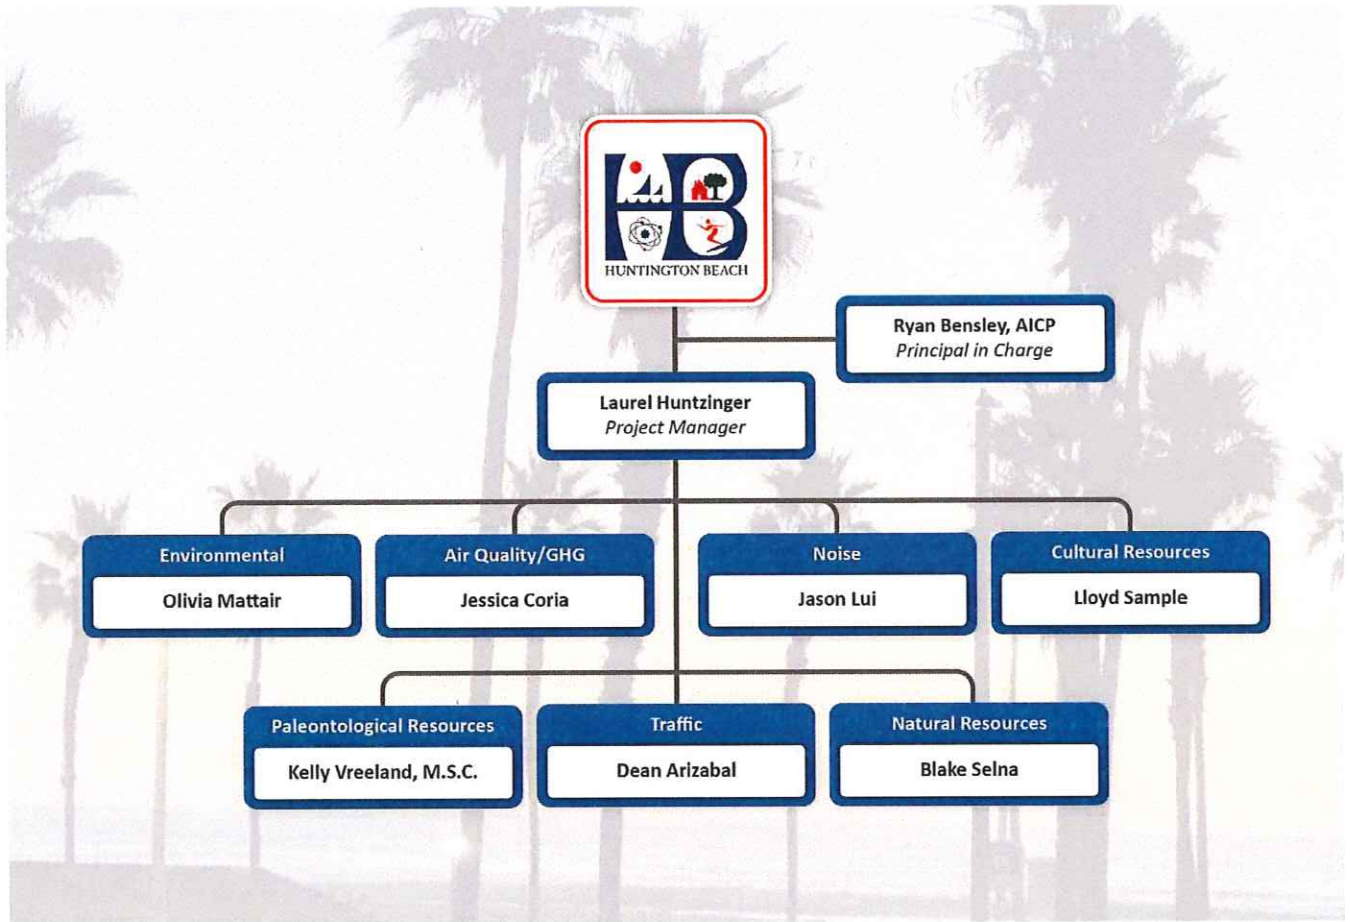 HB
HUNTINGTON BEACH
Ryan Bensley, AICP
Principal in Charge
Laurel Huntzinger
Project Manager
Environmental
Olivia Mattair
Air Quality/GHG
Jessica Coria
Noise
Jason Lui
Cultural Resources
Lloyd Sample
Paleontological Resources
Kelly Vreeland, M.S.C.
Traffic
Dean Arizabal
Natural Resources
Blake Selna